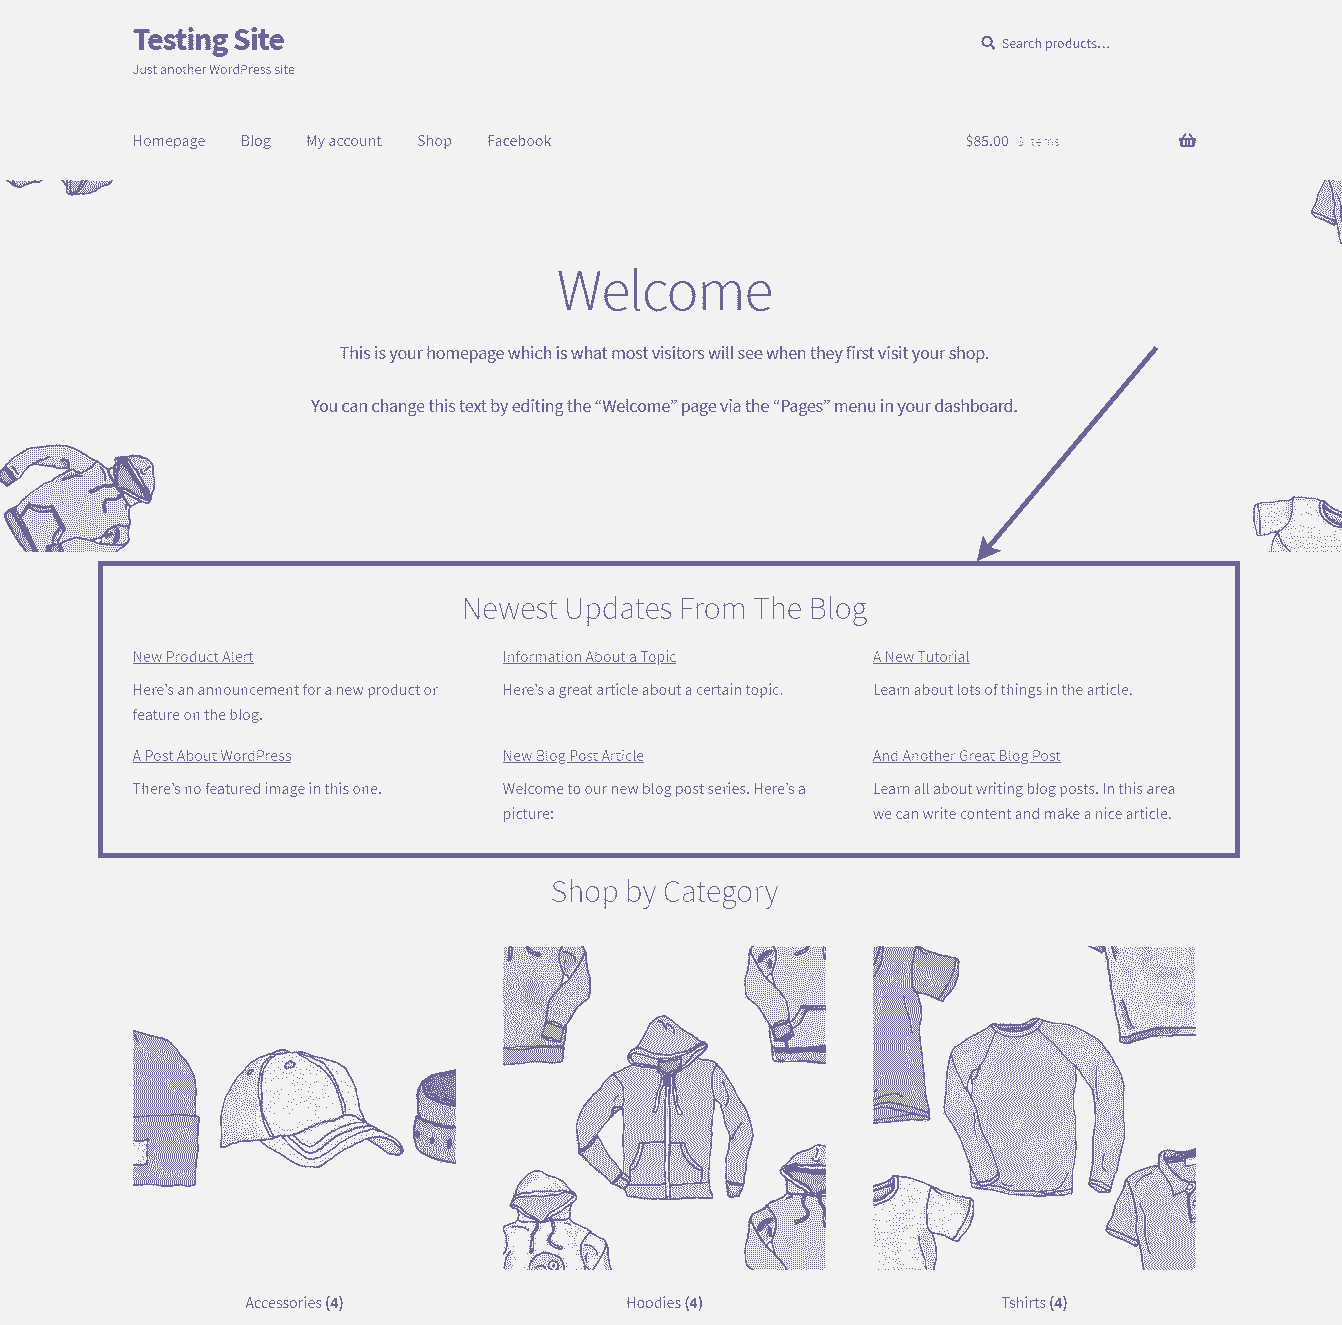 Testing Site
Search products…
Just another WordPress site
Homepage Blog My account Shop Facebook $85.00
Welcome
This is your homepage which is what most visitors will see when they first visit your shop.
You can change this text by editing the “Welcome” page via the “Pages” menu in your dashboard.
Newest Updates From The Blog
New Product Alert
Here’s an announcement for a new product or
feature on the blog.
Information About a Topic
Here’s a great article about a certain topic.
A New Tutorial
Learn about lots of things in the article.
A Post About WordPress
There’s no featured image in this one.
New Blog Post Article
Welcome to our new blog post series. Here’s a
picture:
And Another Great Blog Post
Learn all about writing blog posts. In this area
we can write content and make a nice article.
Shop by Category
Accessories (4)
Hoodies (4)
Tshirts (4)